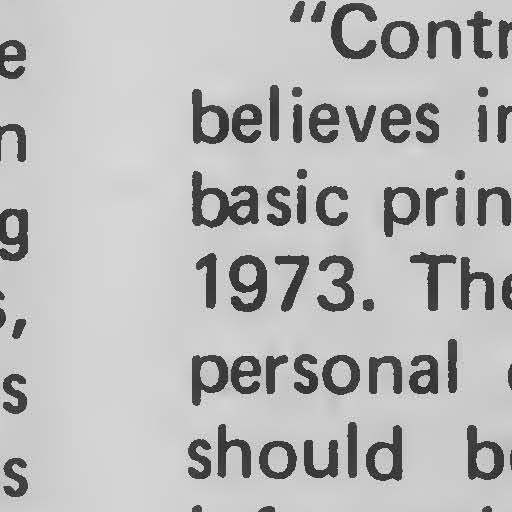 “Contr
believes in
basic prin
1973. The
personal
should be